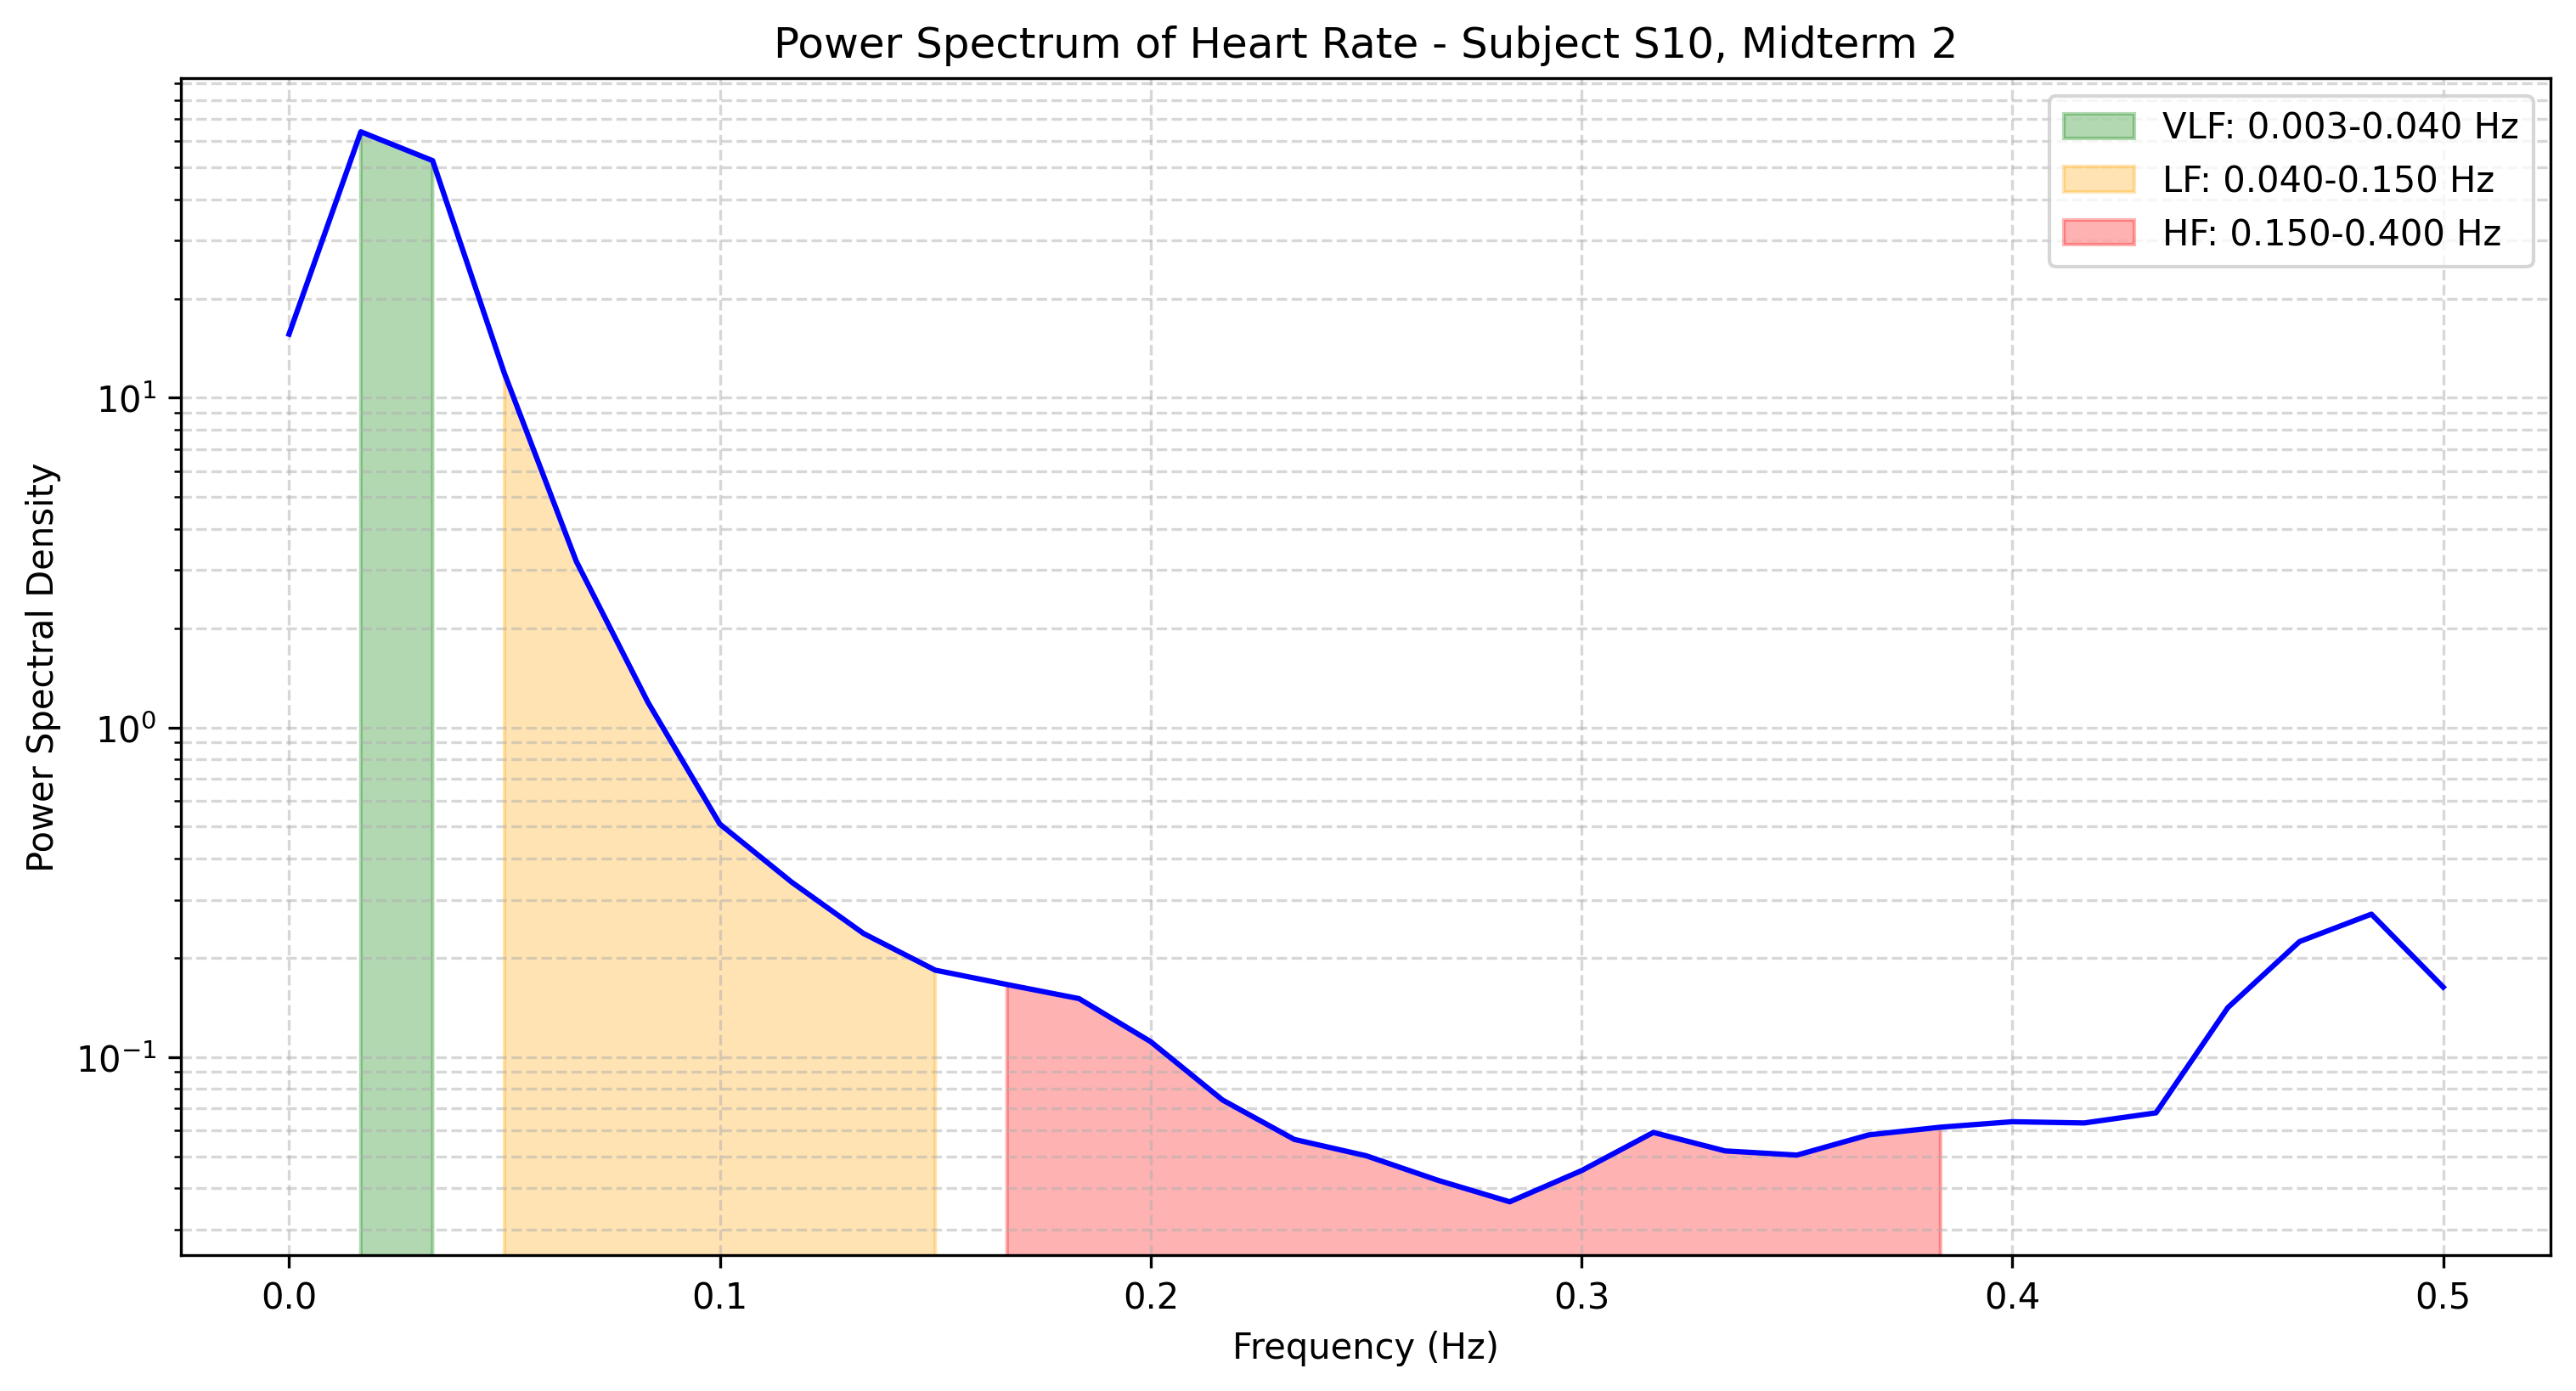 Power Spectrum of Heart Rate - Subject S10, Midterm 2
VLF: 0.003-0.040 Hz
LF: 0.040-0.150 Hz
HF: 0.150-0.400 Hz
Power Spectral Density
10¹
10⁰
10⁻¹
0.0 0.1 0.2 0.3 0.4 0.5
Frequency (Hz)